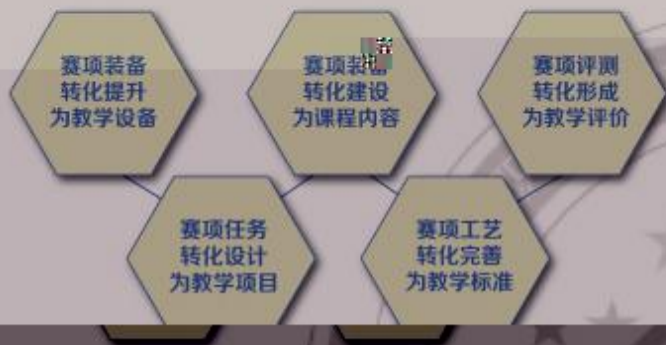 赛项装备
转化提升
为教学设备
赛项装备
转化建设
为课程内容
赛项评测
转化形成
为教学评价
赛项任务
转化设计
为教学项目
赛项工艺
转化完善
为教学标准